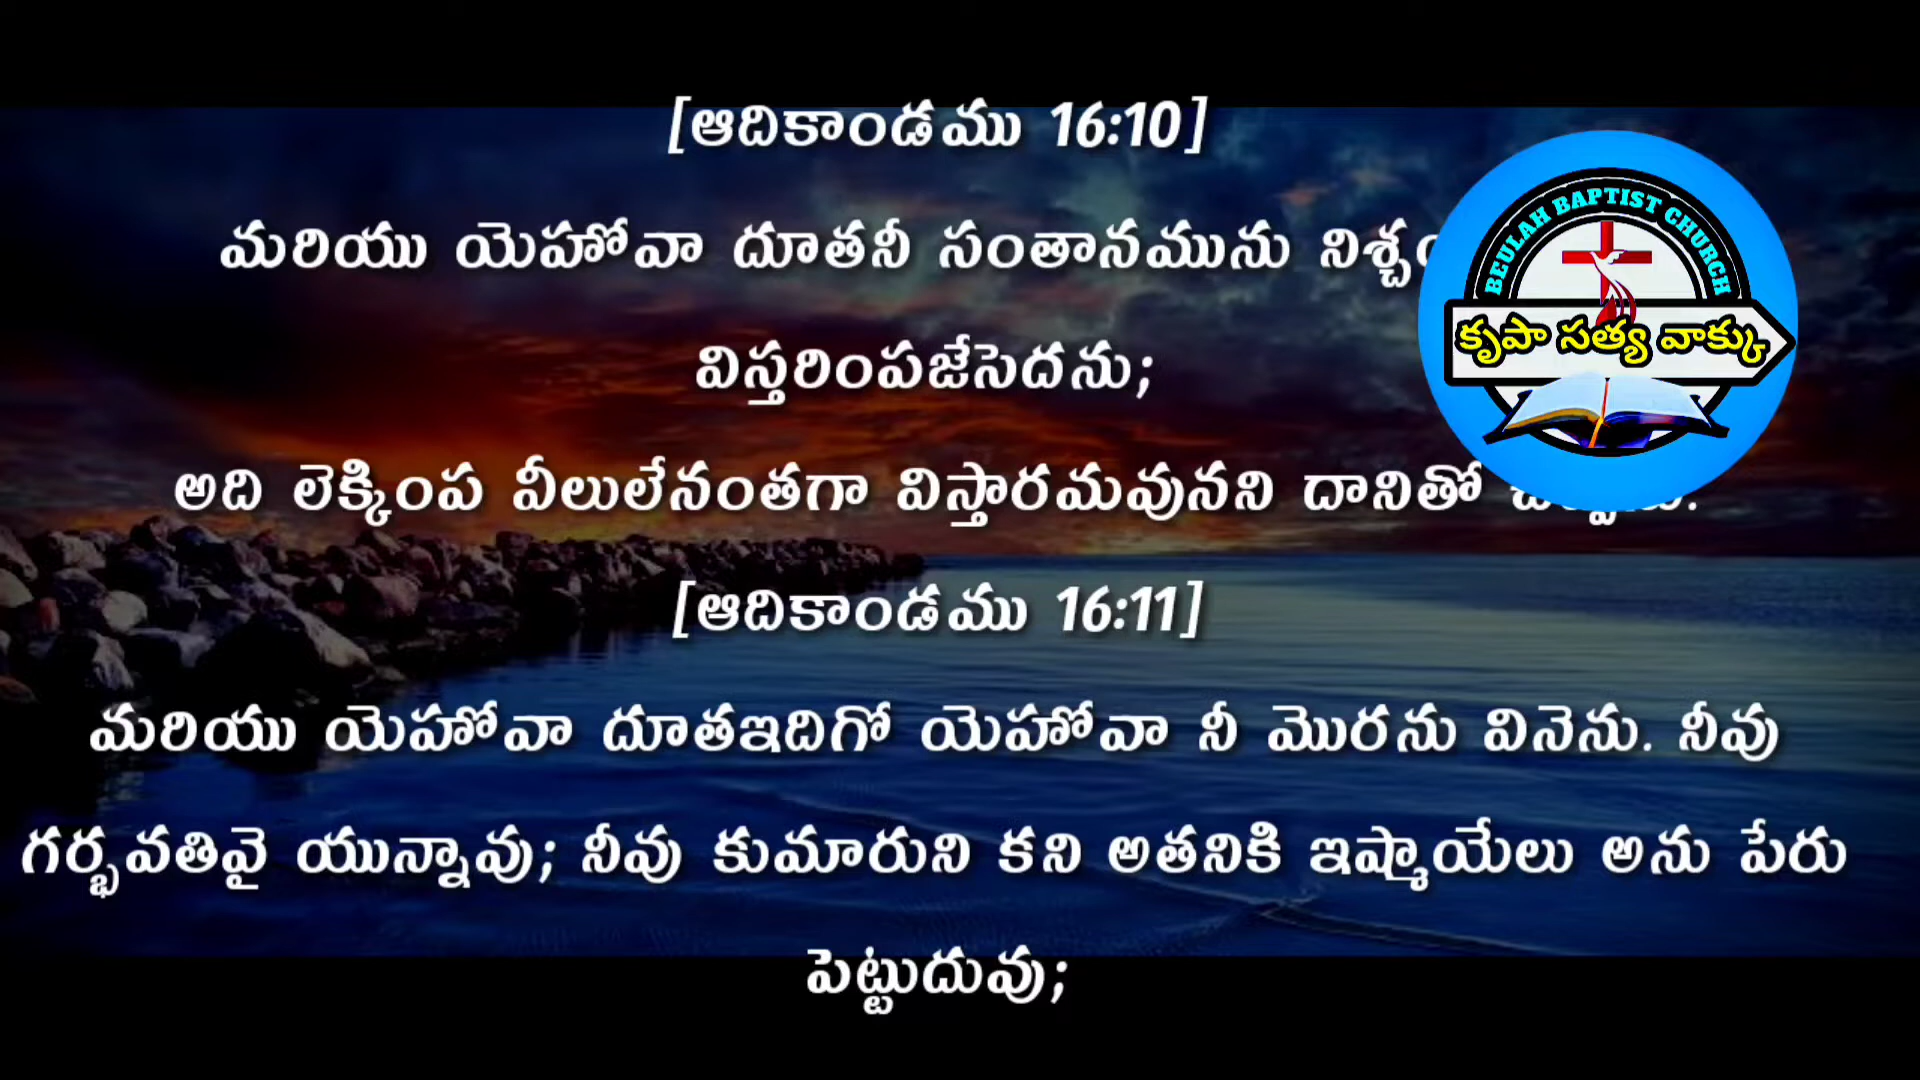 [ఆదికాండము 16:10]
మరియు యెహోవా దూతనీ సంతానమును
విస్తరింపజేసెదను;
అది లెక్కింప వీలులేనంతగా విస్తారమవునని దానితో
[ఆదికాండము 16:11]
మరియు యెహోవా దూతఇదిగో యెహోవా నీ మొరను వినెను. నీవు
గర్భవతివై యున్నావు; నీవు కుమారుని కని అతనికి ఇష్మాయేలు అను పేరు
పెట్టుదువు;
BEULAH BAPTIST CHURCH
కృపా సత్య వాక్కు